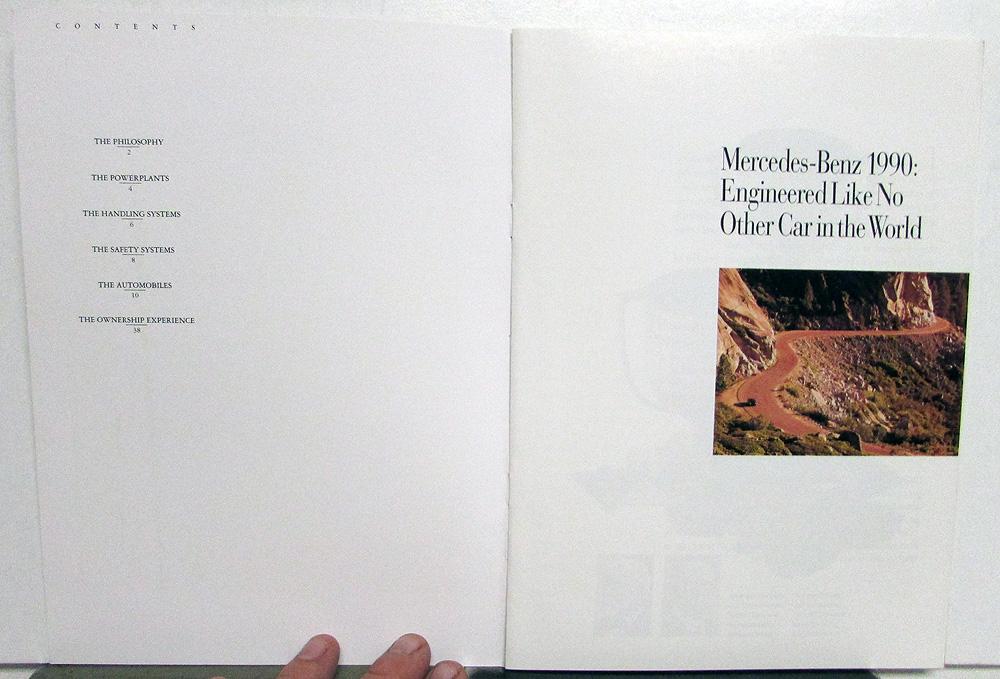 CONTENTS
THE PHILOSOPHY
2
THE POWERPLANTS
4
THE HANDLING SYSTEMS
6
THE SAFETY SYSTEMS
8
THE AUTOMOBILES
10
THE OWNERSHIP EXPERIENCE
38
Mercedes-Benz 1990:
Engineered Like No
Other Car in the World